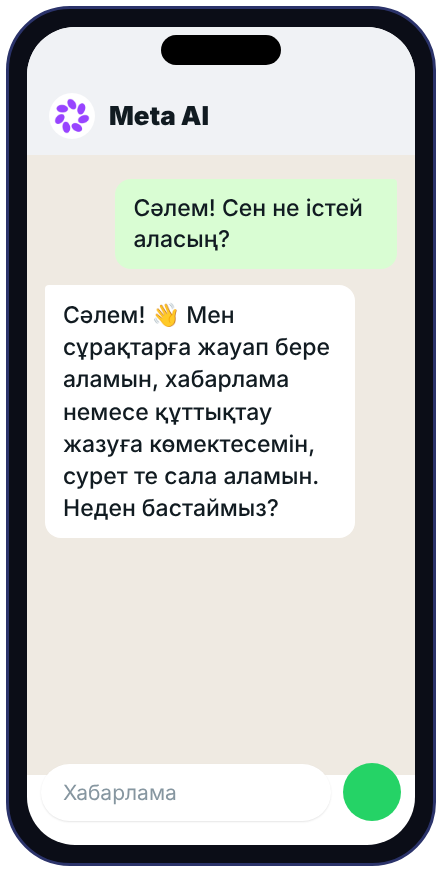 Meta AI
Сәлем! Сен не істей
аласың?
Сәлем! 👋 Мен
сұрақтарға жауап бере
аламын, хабарлама
немесе құттықтау
жазуға көмектесемін,
сурет те сала аламын.
Неден бастаймыз?
Хабарлама